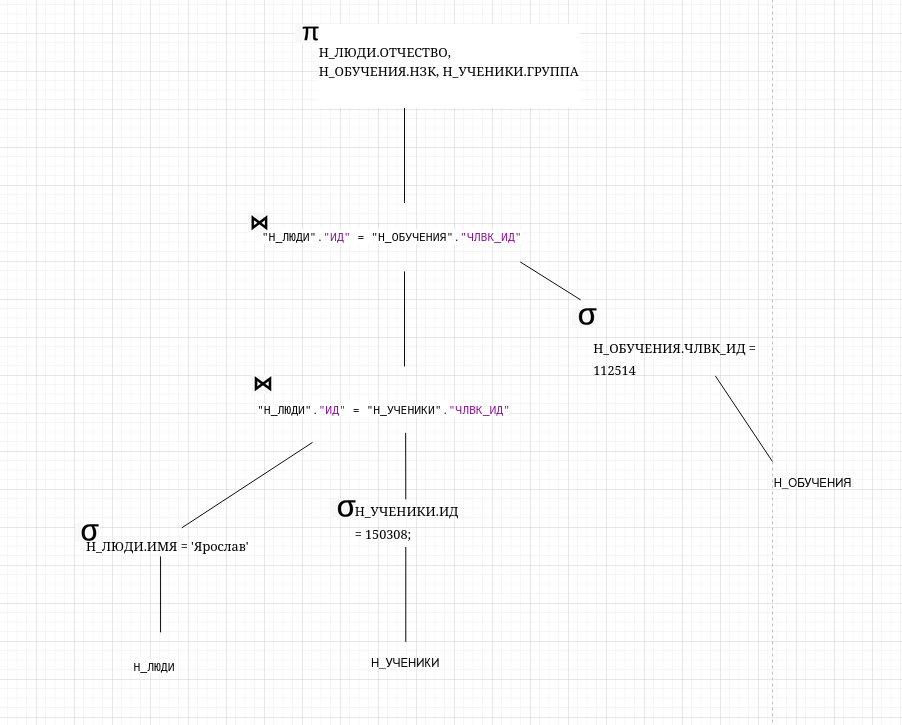 π
Н_ЛЮДИ.ОТЧЕСТВО,
Н_ОБУЧЕНИЯ.НЗК, Н_УЧЕНИКИ.ГРУППА
⋈
"Н_ЛЮДИ"."ИД" = "Н_ОБУЧЕНИЯ"."ЧЛВК_ИД"
σ
Н_ОБУЧЕНИЯ.ЧЛВК_ИД =
112514
⋈
"Н_ЛЮДИ"."ИД" = "Н_УЧЕНИКИ"."ЧЛВК_ИД"
Н_ОБУЧЕНИЯ
σ
Н_УЧЕНИКИ.ИД
= 150308;
σ
Н_ЛЮДИ.ИМЯ = 'Ярослав'
Н_ЛЮДИ
Н_УЧЕНИКИ